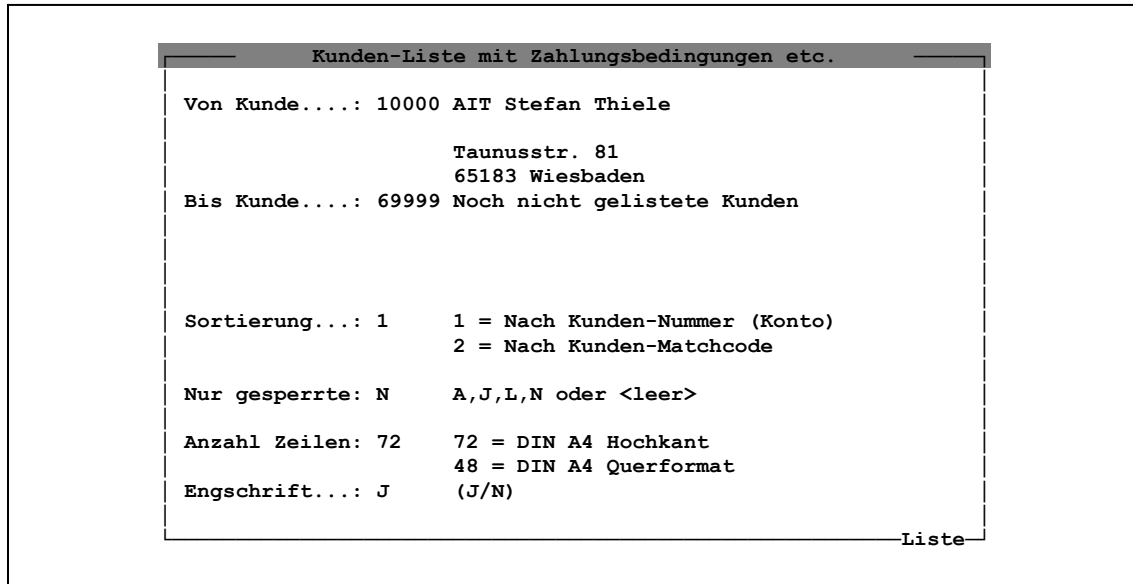 Kunden-Liste mit Zahlungsbedingungen etc.
Von Kunde....: 10000 AIT Stefan Thiele
Taunusstr. 81
65183 Wiesbaden
Bis Kunde....: 69999 Noch nicht gelistete Kunden
Sortierung...: 1 1 = Nach Kunden-Nummer (Konto)
2 = Nach Kunden-Matchcode
Nur gesperrte: N A,J,L,N oder <leer>
Anzahl Zeilen: 72 72 = DIN A4 Hochkant
48 = DIN A4 Querformat
Engschrift...: J (J/N)
Liste